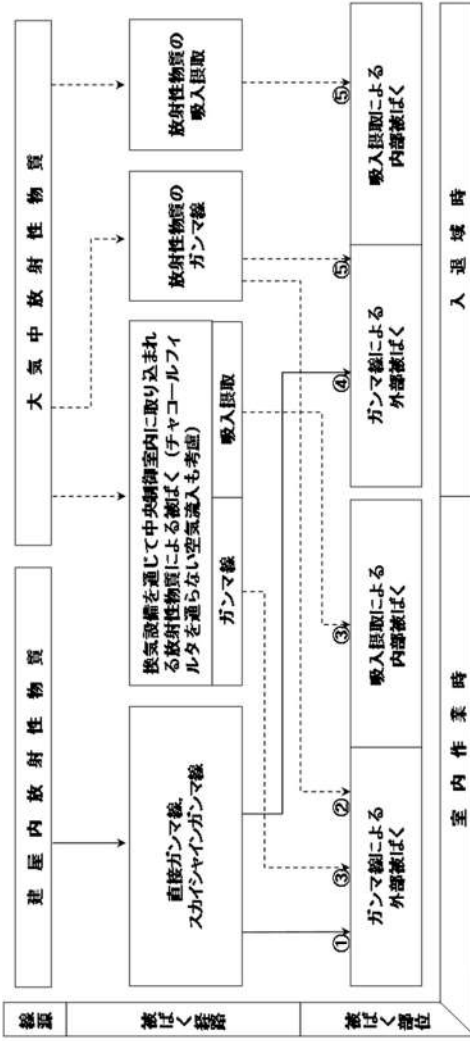 線源
建屋内放射性物質
大気中放射性物質
被ばく経路
直接ガンマ線,
スカイシャインガンマ線
換気設備を通じて中央制御室内に取り込まれ
る放射性物質による被ばく(チャコールフィ
ルタを通らない空気流入も考慮)
ガンマ線
吸入摂取
放射性物質の
ガンマ線
放射性物質の
吸入摂取
被ばく部位
①
③
②
③
④
⑤
⑤
ガンマ線による
外部被ばく
吸入摂取による
内部被ばく
ガンマ線による
外部被ばく
吸入摂取による
内部被ばく
室内作業時
入退域時